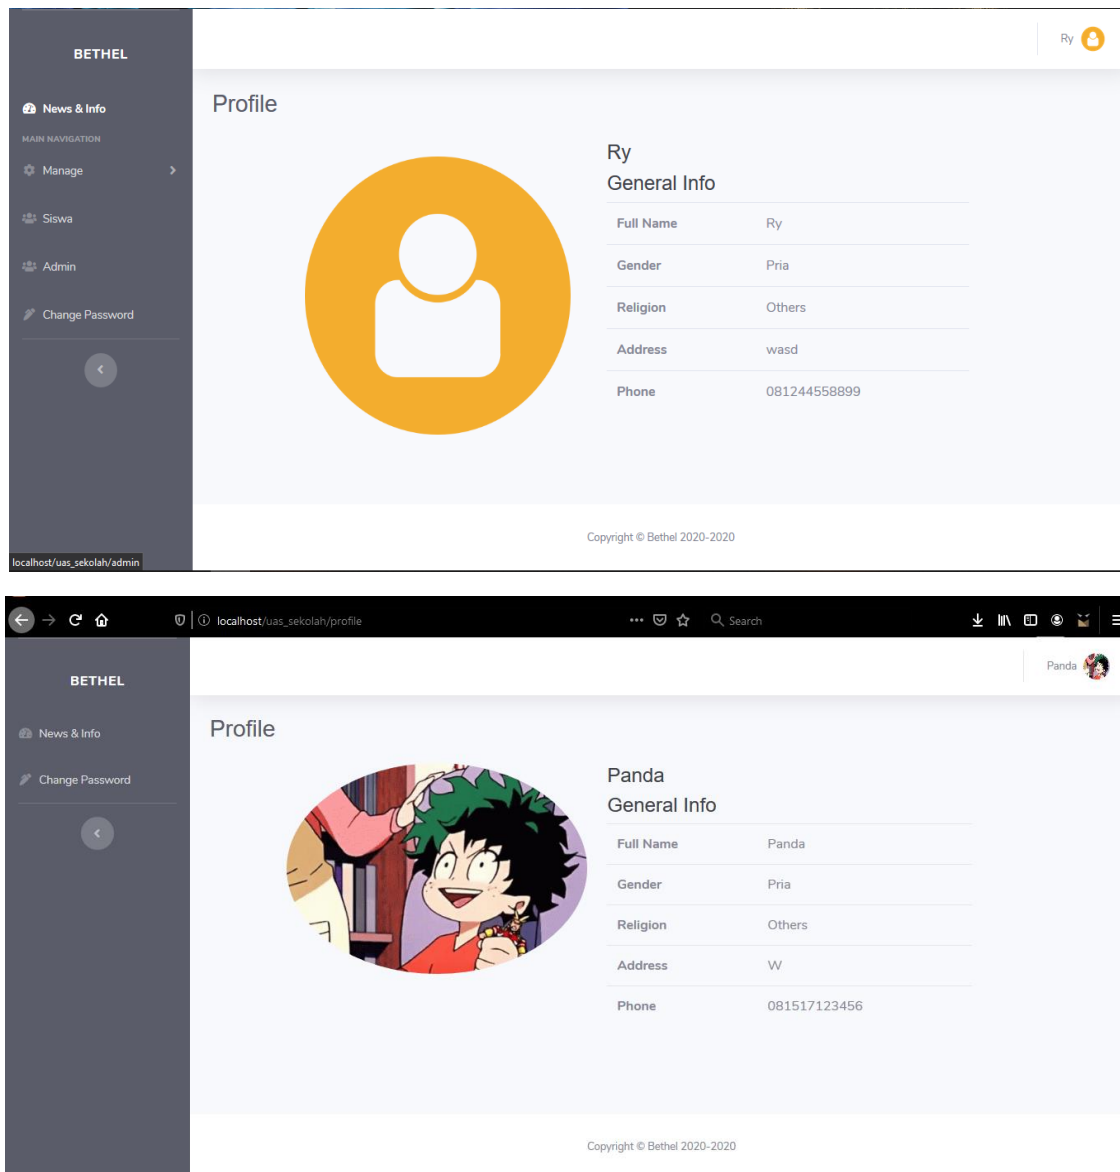 BETHEL
Ry
News & Info
Profile
MAIN NAVIGATION
Manage
Siswa
Admin
Change Password
Ry
General Info
Full Name Ry
Gender Pria
Religion Others
Address wasd
Phone 081244558899
Copyright © Bethel 2020-2020
localhost/uas_sekolah/admin
localhost/uas_sekolah/profile
Search
BETHEL
Panda
News & Info
Change Password
Profile
Panda
General Info
Full Name Panda
Gender Pria
Religion Others
Address W
Phone 081517123456
Copyright © Bethel 2020-2020